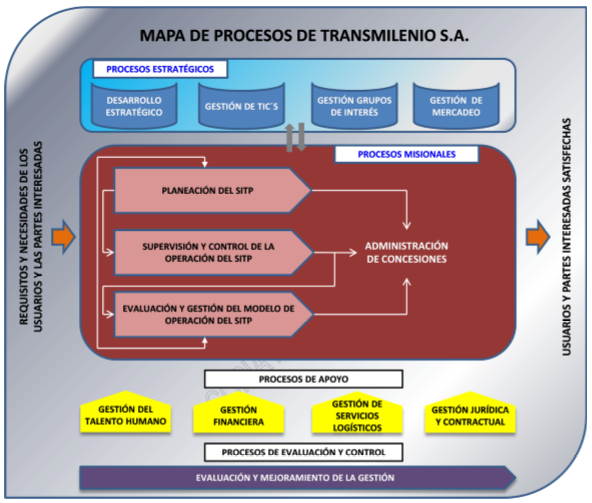 MAPA DE PROCESOS DE TRANSMILENIO S.A.
PROCESOS ESTRATÉGICOS
DESARROLLO
ESTRATÉGICO
GESTIÓN DE TIC´S
GESTIÓN GRUPOS
DE INTERÉS
GESTIÓN DE
MERCADEO
PROCESOS MISIONALES
REQUISITOS Y NECESIDADES DE LOS
USUARIOS Y LAS PARTES INTERESADAS
PLANEACIÓN DEL SITP
SUPERVISIÓN Y CONTROL DE LA
OPERACIÓN DEL SITP
EVALUACIÓN Y GESTIÓN DEL MODELO DE
OPERACIÓN DEL SITP
ADMINISTRACIÓN
DE CONCESIONES
USUARIOS Y PARTES INTERESADAS SATISFECHAS
PROCESOS DE APOYO
GESTIÓN DEL
TALENTO HUMANO
GESTIÓN
FINANCIERA
GESTIÓN DE
SERVICIOS
LOGÍSTICOS
GESTIÓN JURÍDICA
Y CONTRACTUAL
PROCESOS DE EVALUACIÓN Y CONTROL
EVALUACIÓN Y MEJORAMIENTO DE LA GESTIÓN